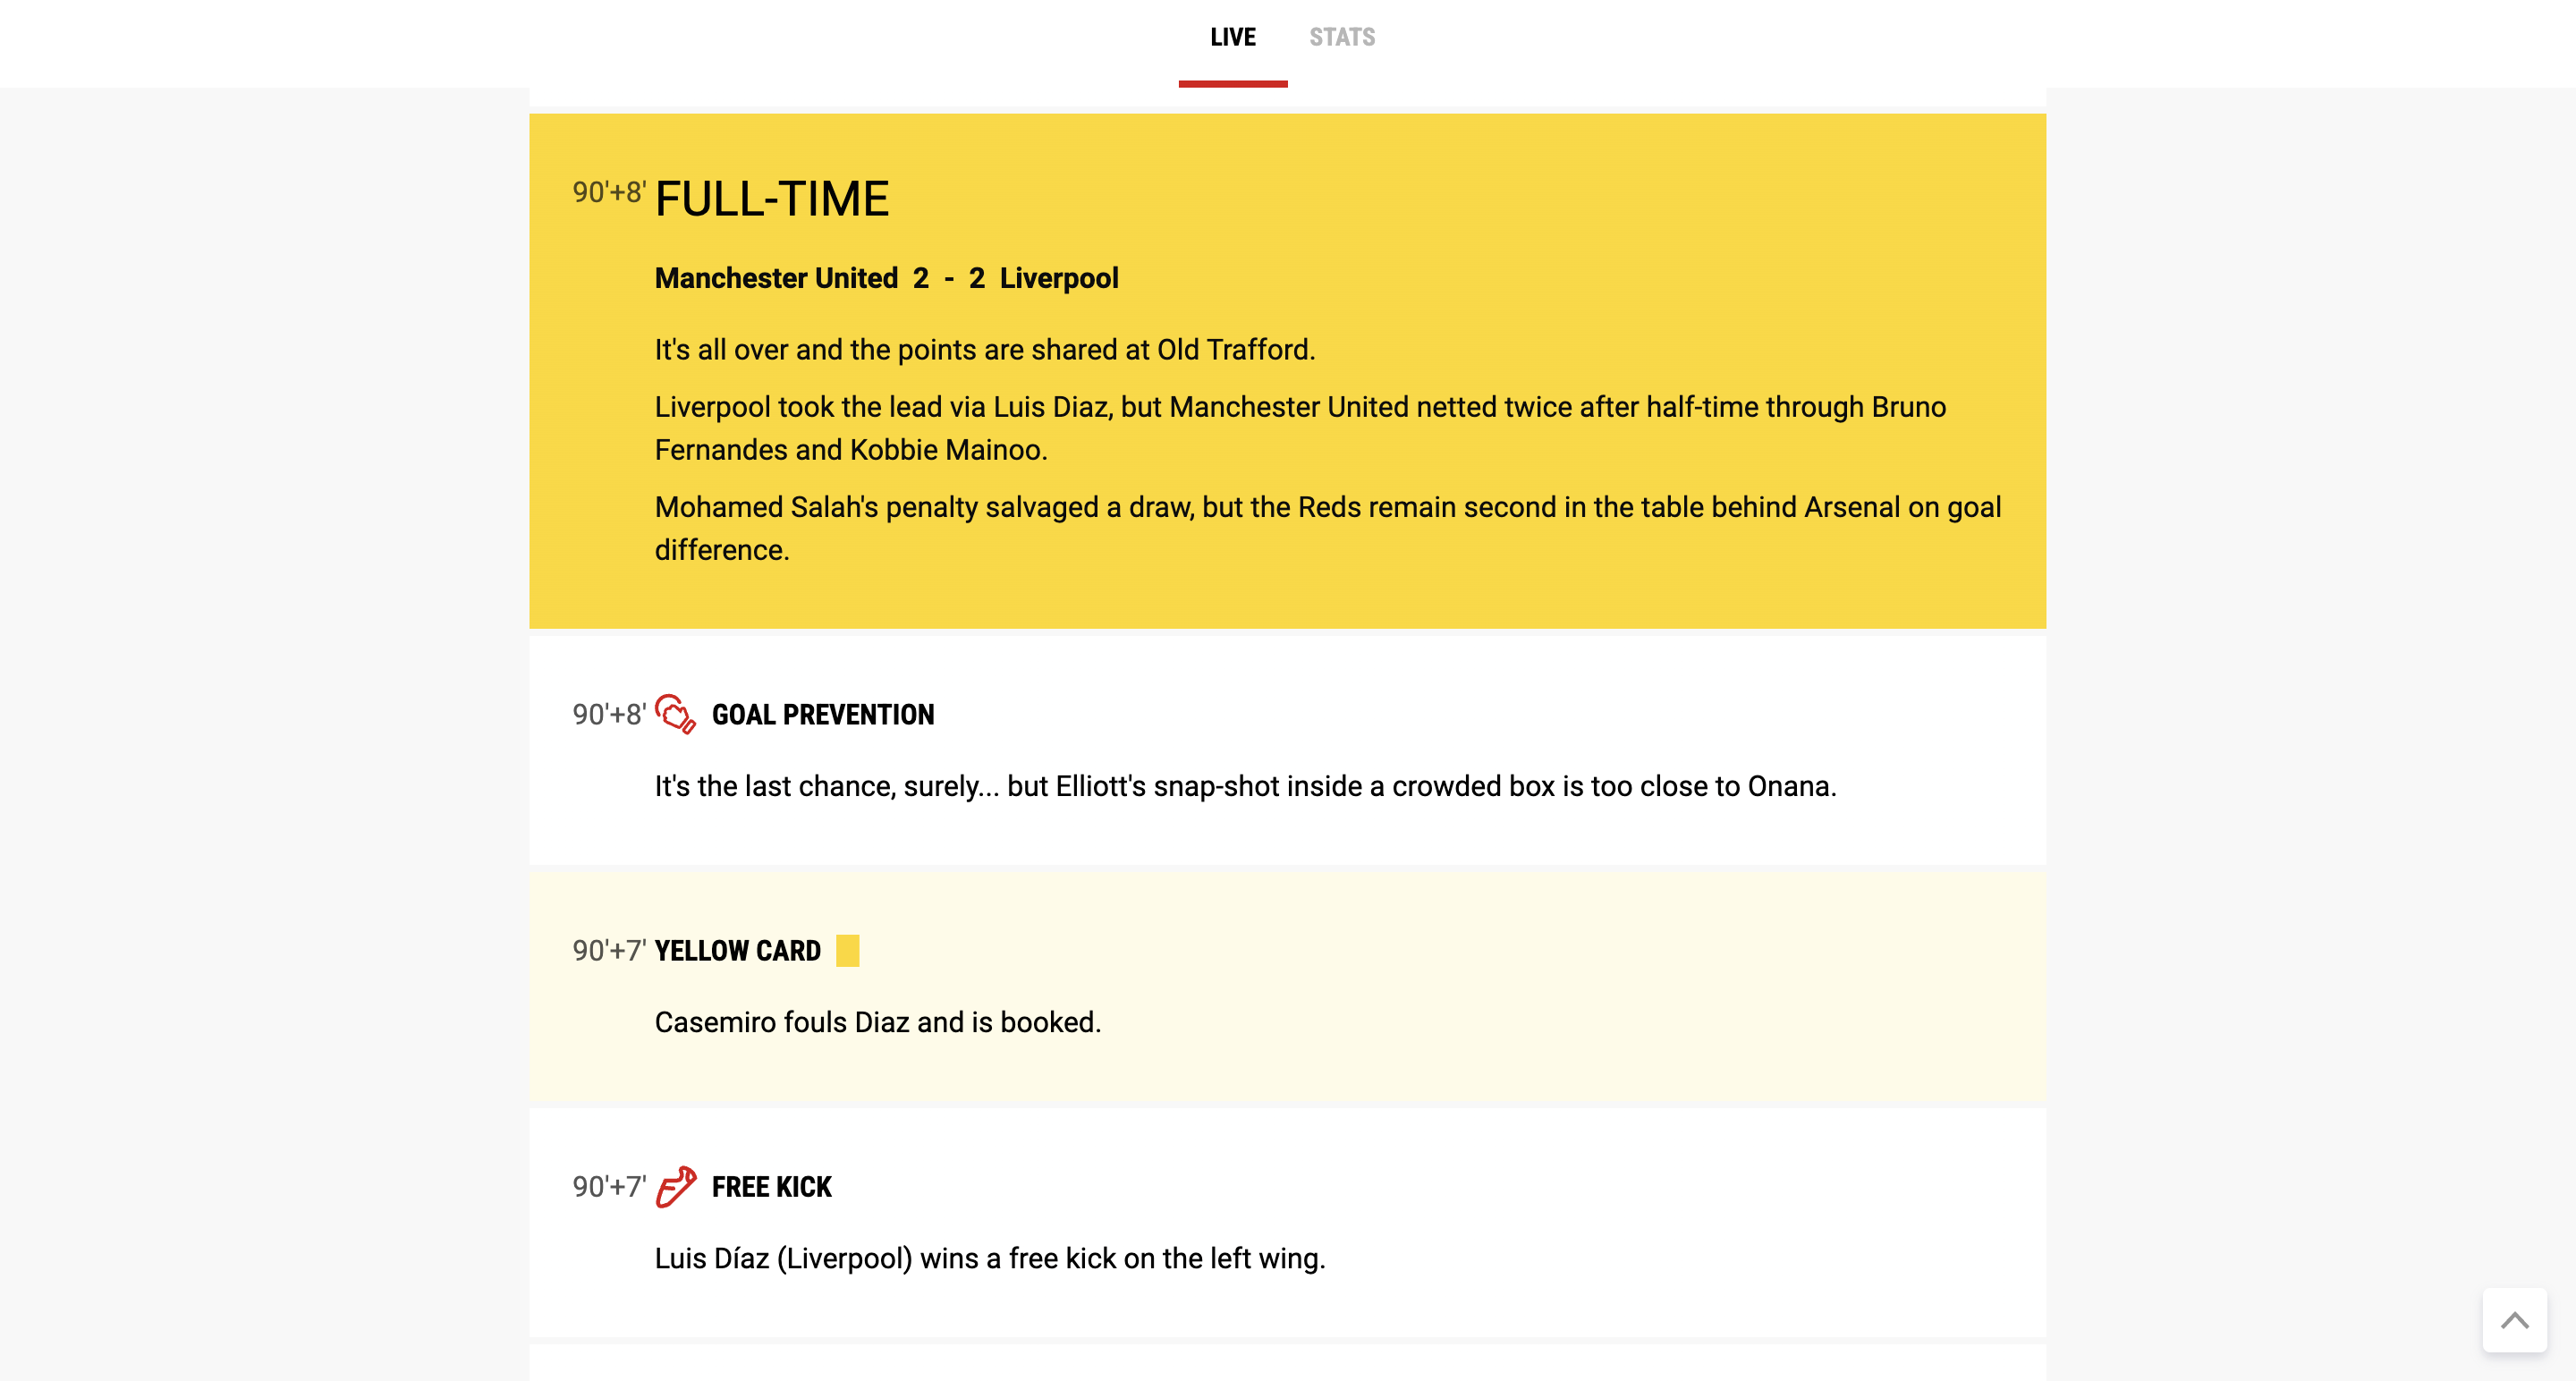 LIVE STATS
90'+8' FULL-TIME
Manchester United 2 - 2 Liverpool
It's all over and the points are shared at Old Trafford.
Liverpool took the lead via Luis Diaz, but Manchester United netted twice after half-time through Bruno
Fernandes and Kobbie Mainoo.
Mohamed Salah's penalty salvaged a draw, but the Reds remain second in the table behind Arsenal on goal
difference.
90'+8' GOAL PREVENTION
It's the last chance, surely... but Elliott's snap-shot inside a crowded box is too close to Onana.
90'+7' YELLOW CARD
Casemiro fouls Diaz and is booked.
90'+7' FREE KICK
Luis Díaz (Liverpool) wins a free kick on the left wing.